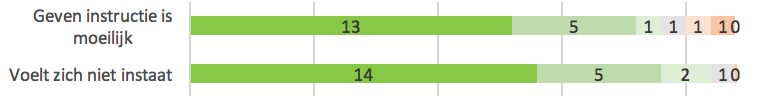 Geven instructie is
moeilijk
13 5 1 1 1 1 0
Voelt zich niet instaat
14 5 2 1 0